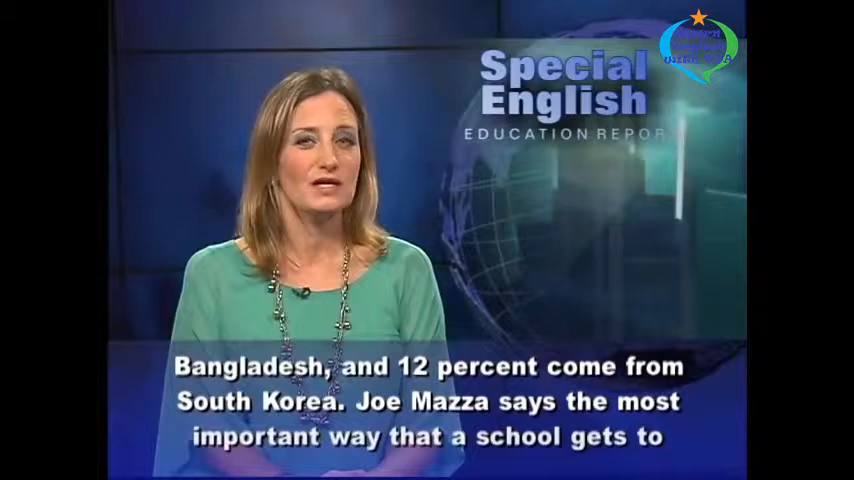 Special
English
EDUCATION REPOR
Bangladesh, and 12 percent come from
South Korea. Joe Mazza says the most
important way that a school gets to